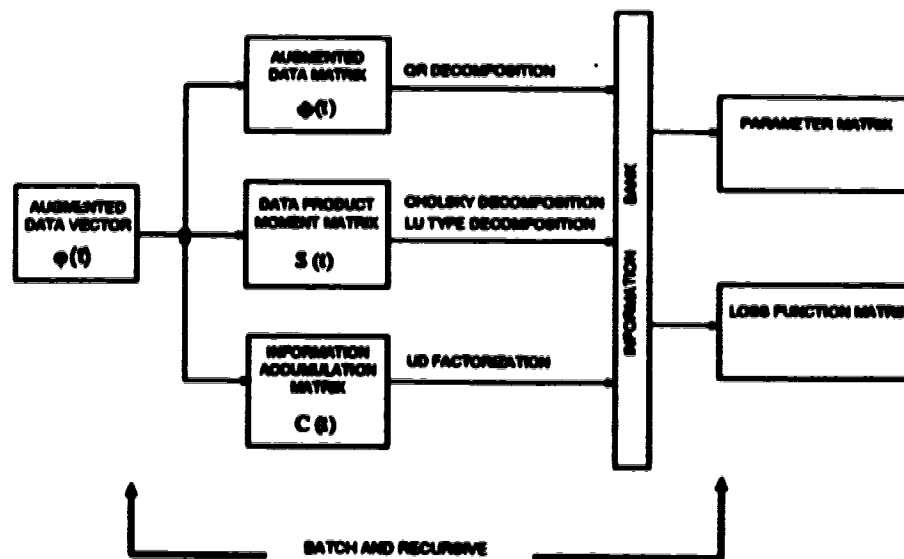 AUGMENTED
DATA VECTOR
φ(t)
AUGMENTED
DATA MATRIX
Φ(t)
DATA PRODUCT
MOMENT MATRIX
S(t)
INFORMATION
ACCUMULATION
MATRIX
C(t)
QR DECOMPOSITION
CHOLSKY DECOMPOSITION
LU TYPE DECOMPOSITION
UD FACTORIZATION
INFORMATION BANK
PARAMETER MATRIX
LOSS FUNCTION MATRIX
BATCH AND RECURSIVE